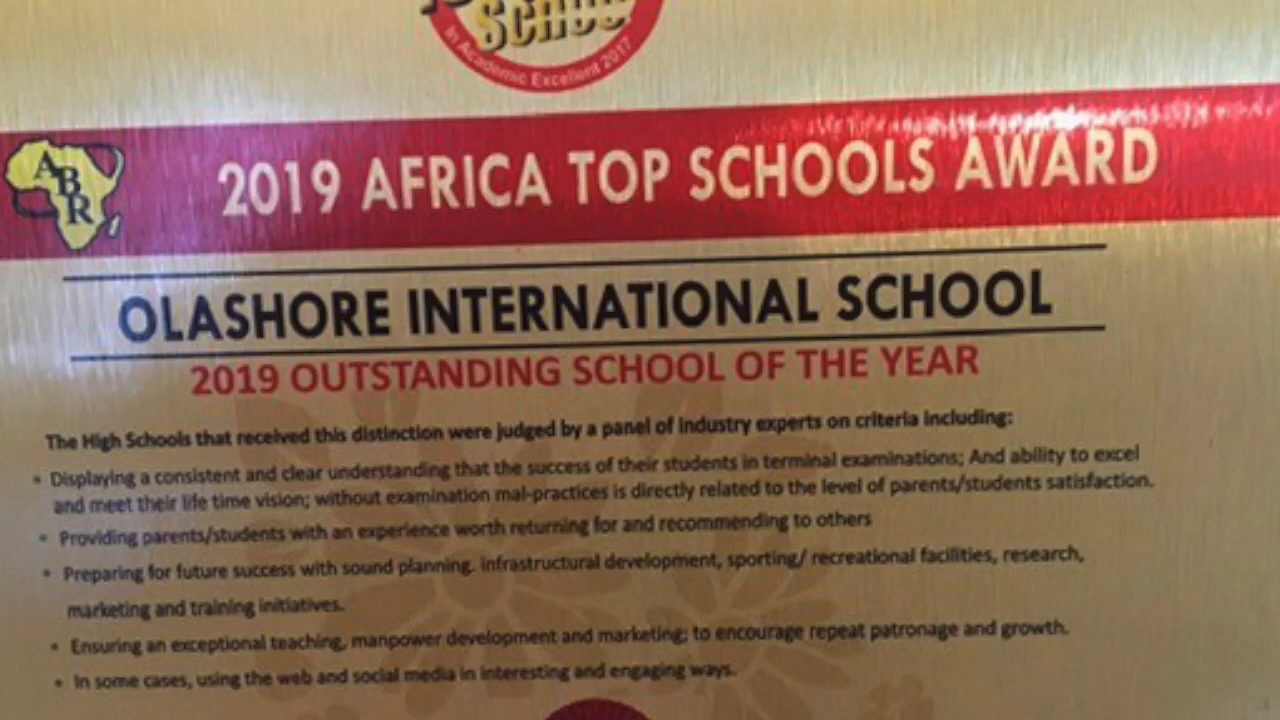 SCHOOL
In Academic Excellent 2017
ABR
2019 AFRICA TOP SCHOOLS AWARD
OLASHORE INTERNATIONAL SCHOOL
2019 OUTSTANDING SCHOOL OF THE YEAR
The High Schools that received this distinction were judged by a panel of industry experts on criteria including:
• Displaying a consistent and clear understanding that the success of their students in terminal examinations; And ability to excel
and meet their life time vision; without examination mal-practices is directly related to the level of parents/students satisfaction.
• Providing parents/students with an experience worth returning for and recommending to others
• Preparing for future success with sound planning. infrastructural development, sporting/ recreational facilities, research,
marketing and training initiatives.
• Ensuring an exceptional teaching, manpower development and marketing; to encourage repeat patronage and growth.
• In some cases, using the web and social media in interesting and engaging ways.